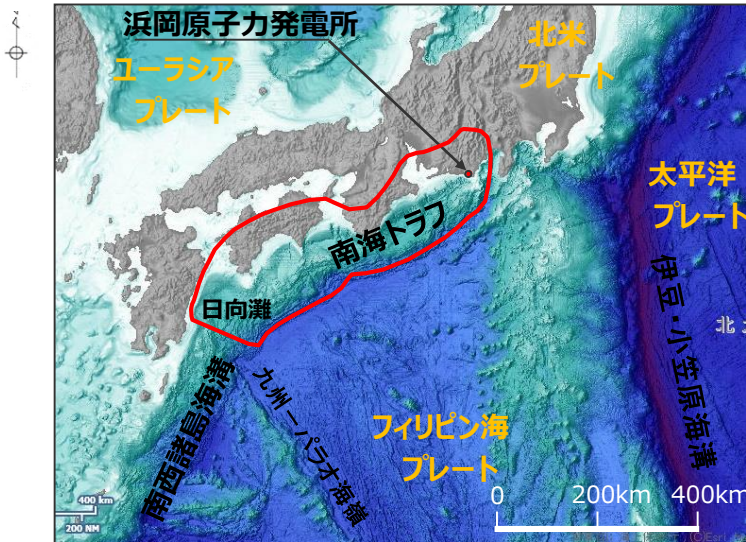 浜岡原子力発電所
北米
プレート
ユーラシア
プレート
太平洋
プレート
南海トラフ
日向灘
伊豆・小笠原海溝
南西諸島海溝
九州－パラオ海嶺
フィリピン海
プレート
北
400 km
200 NM
0 200km 400km